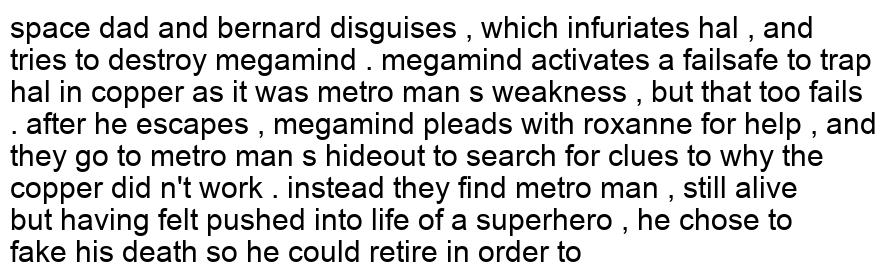 space dad and bernard disguises , which infuriates hal , and
tries to destroy megamind . megamind activates a failsafe to trap
hal in copper as it was metro man s weakness , but that too fails
. after he escapes , megamind pleads with roxanne for help , and
they go to metro man s hideout to search for clues to why the
copper did n't work . instead they find metro man , still alive
but having felt pushed into life of a superhero , he chose to
fake his death so he could retire in order to